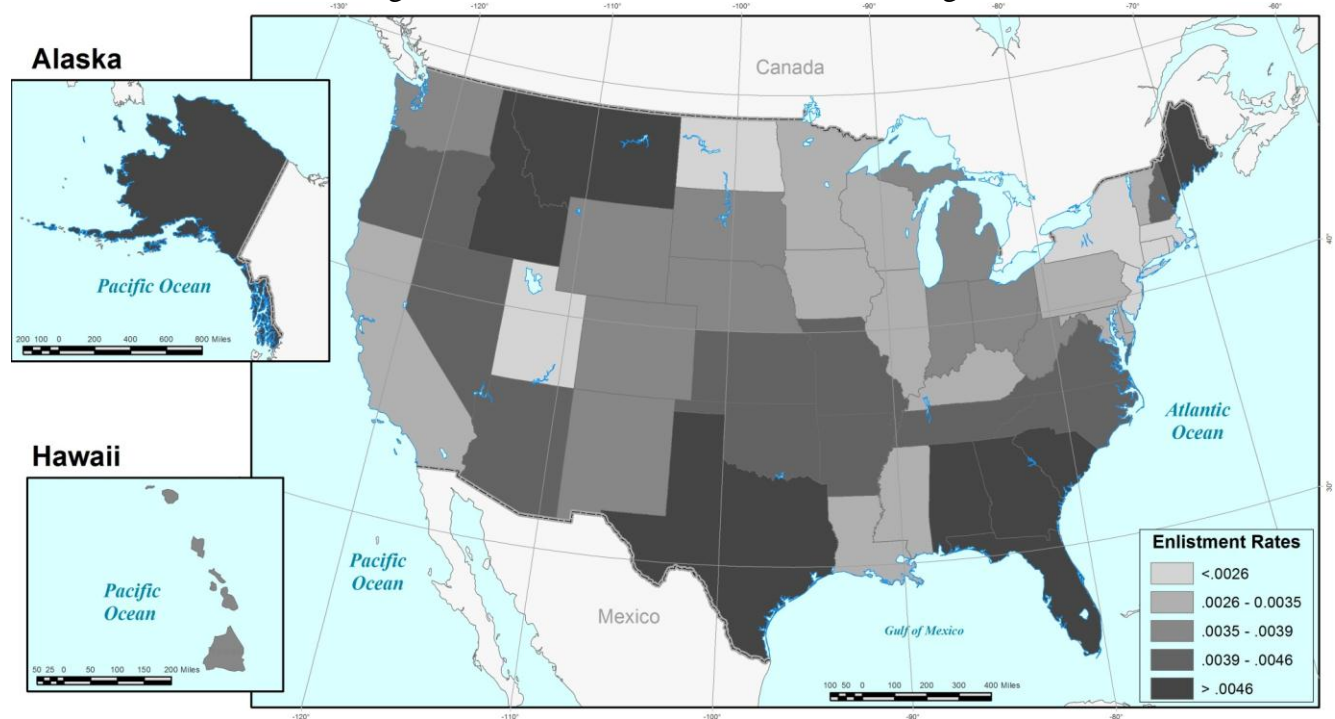 -130°
-120°
-110°
-100°
-90°
-80°
-70°
-60°
Alaska
Pacific Ocean
200 100 0 200 400 600 800 Miles
Canada
40°
Hawaii
Pacific
Ocean
50 25 0 50 100 150 200 Miles
Pacific
Ocean
Mexico
Gulf of Mexico
Atlantic
Ocean
30°
100 50 0 100 200 300 400 Miles
Enlistment Rates
<.0026
.0026 - 0.0035
.0035 - .0039
.0039 - .0046
> .0046
-120°
-110°
-100°
-90°
-80°